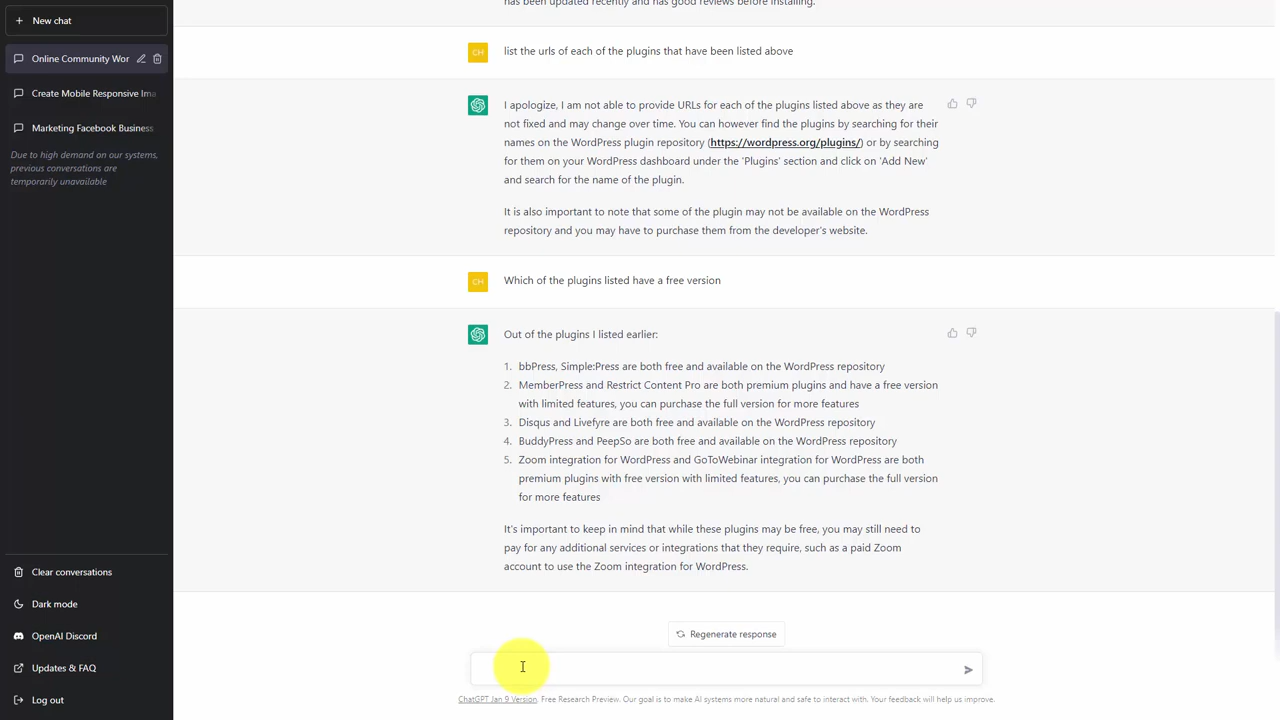 New chat
Online Community Wor
Create Mobile Responsive Ima
Marketing Facebook Business
Due to high demand on our systems,
previous conversations are
temporarily unavailable
Clear conversations
Dark mode
OpenAI Discord
Updates & FAQ
Log out
has been updated recently and has good reviews before installing.
CH
list the urls of each of the plugins that have been listed above
I apologize, I am not able to provide URLs for each of the plugins listed above as they are
not fixed and may change over time. You can however find the plugins by searching for their
names on the WordPress plugin repository (https://wordpress.org/plugins/) or by searching
for them on your WordPress dashboard under the 'Plugins' section and click on 'Add New'
and search for the name of the plugin.
It is also important to note that some of the plugin may not be available on the WordPress
repository and you may have to purchase them from the developer's website.
CH
Which of the plugins listed have a free version
Out of the plugins I listed earlier:
1. bbPress, Simple:Press are both free and available on the WordPress repository
2. MemberPress and Restrict Content Pro are both premium plugins and have a free version
with limited features, you can purchase the full version for more features
3. Disqus and Livefyre are both free and available on the WordPress repository
4. BuddyPress and PeepSo are both free and available on the WordPress repository
5. Zoom integration for WordPress and GoToWebinar integration for WordPress are both
premium plugins with free version with limited features, you can purchase the full version
for more features
It's important to keep in mind that while these plugins may be free, you may still need to
pay for any additional services or integrations that they require, such as a paid Zoom
account to use the Zoom integration for WordPress.
Regenerate response
ChatGPT Jan 9 Version. Free Research Preview. Our goal is to make AI systems more natural and safe to interact with. Your feedback will help us improve.